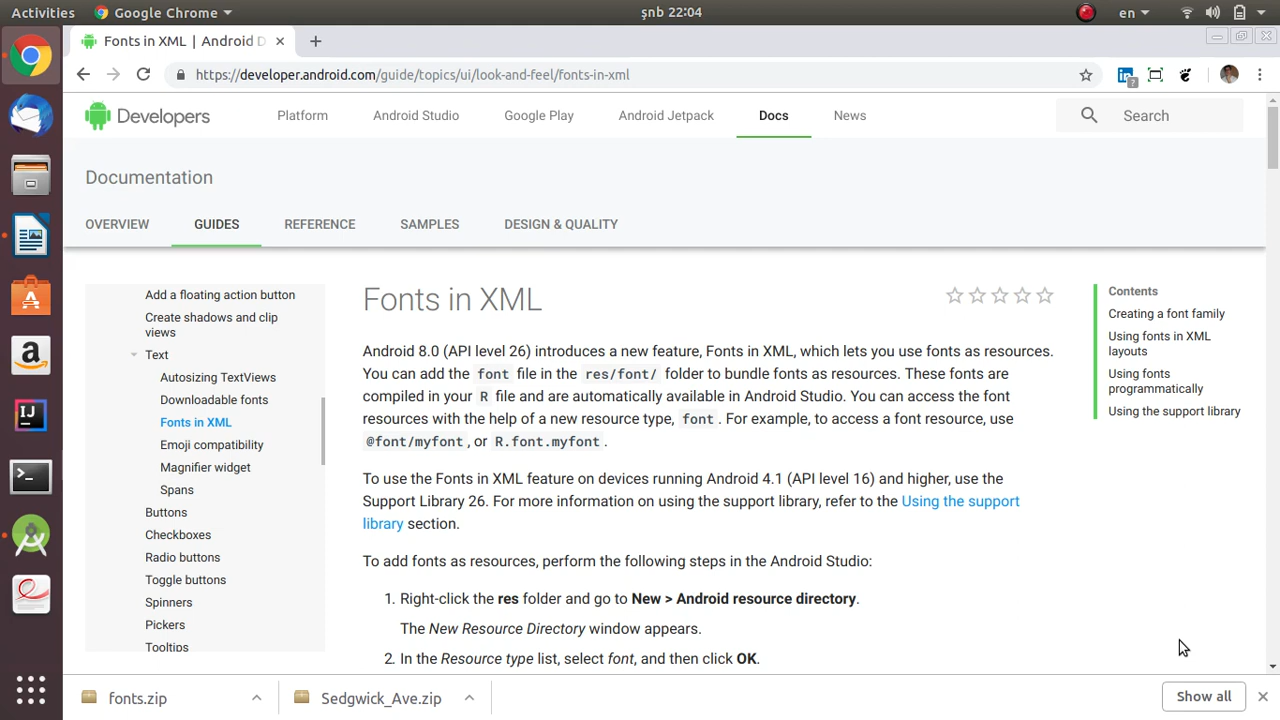 Activities
Google Chrome
şnb 22:04
en
Fonts in XML | Android D
https://developer.android.com/guide/topics/ui/look-and-feel/fonts-in-xml
in
?
Developers
Platform
Android Studio
Google Play
Android Jetpack
Docs
News
Search
Documentation
OVERVIEW
GUIDES
REFERENCE
SAMPLES
DESIGN & QUALITY
Add a floating action button
Create shadows and clip
views
Text
Autosizing TextViews
Downloadable fonts
Fonts in XML
Emoji compatibility
Magnifier widget
Spans
Buttons
Checkboxes
Radio buttons
Toggle buttons
Spinners
Pickers
Tooltips
Fonts in XML
Android 8.0 (API level 26) introduces a new feature, Fonts in XML, which lets you use fonts as resources.
You can add the font file in the res/font/ folder to bundle fonts as resources. These fonts are
compiled in your R file and are automatically available in Android Studio. You can access the font
resources with the help of a new resource type, font. For example, to access a font resource, use
@font/myfont, or R.font.myfont.
To use the Fonts in XML feature on devices running Android 4.1 (API level 16) and higher, use the
Support Library 26. For more information on using the support library, refer to the Using the support
library section.
To add fonts as resources, perform the following steps in the Android Studio:
1. Right-click the res folder and go to New > Android resource directory.
The New Resource Directory window appears.
2. In the Resource type list, select font, and then click OK.
Contents
Creating a font family
Using fonts in XML
layouts
Using fonts
programmatically
Using the support library
fonts.zip
Sedgwick_Ave.zip
Show all
A
a
IJ
>_